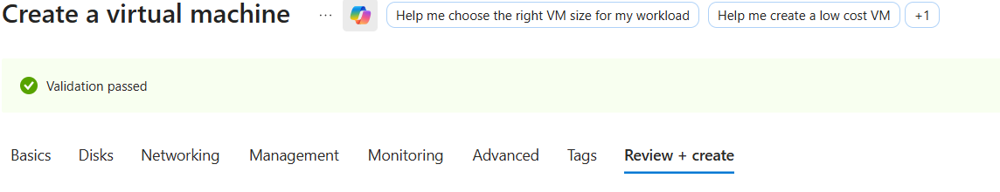 Create a virtual machine ... Help me choose the right VM size for my workload Help me create a low cost VM +1
Validation passed
Basics Disks Networking Management Monitoring Advanced Tags Review + create